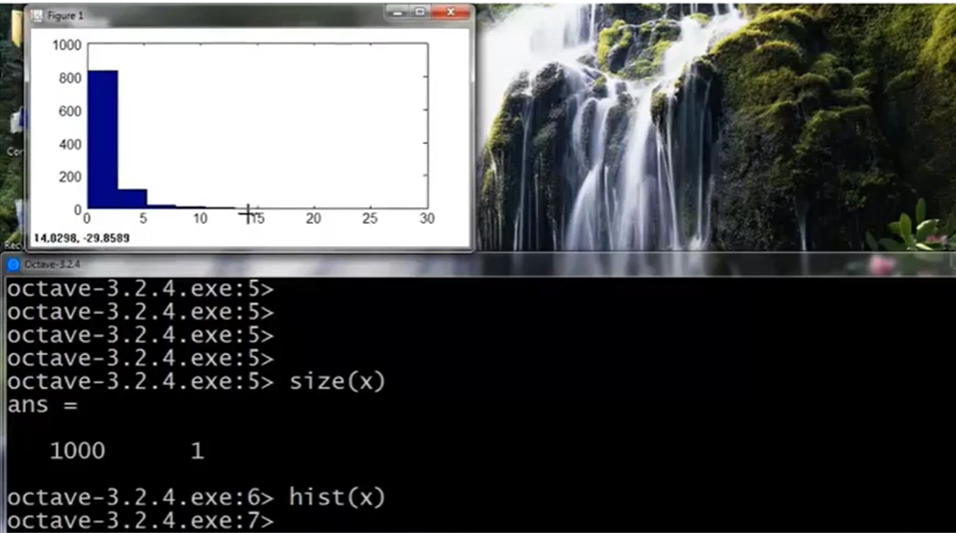 Figure 1
1000
800
600
400
200
0
0 5 10 15 20 25 30
14.0298, -29.8589
Octave-3.2.4
octave-3.2.4.exe:5>
octave-3.2.4.exe:5>
octave-3.2.4.exe:5>
octave-3.2.4.exe:5>
octave-3.2.4.exe:5> size(x)
ans =
1000 1
octave-3.2.4.exe:6> hist(x)
octave-3.2.4.exe:7>